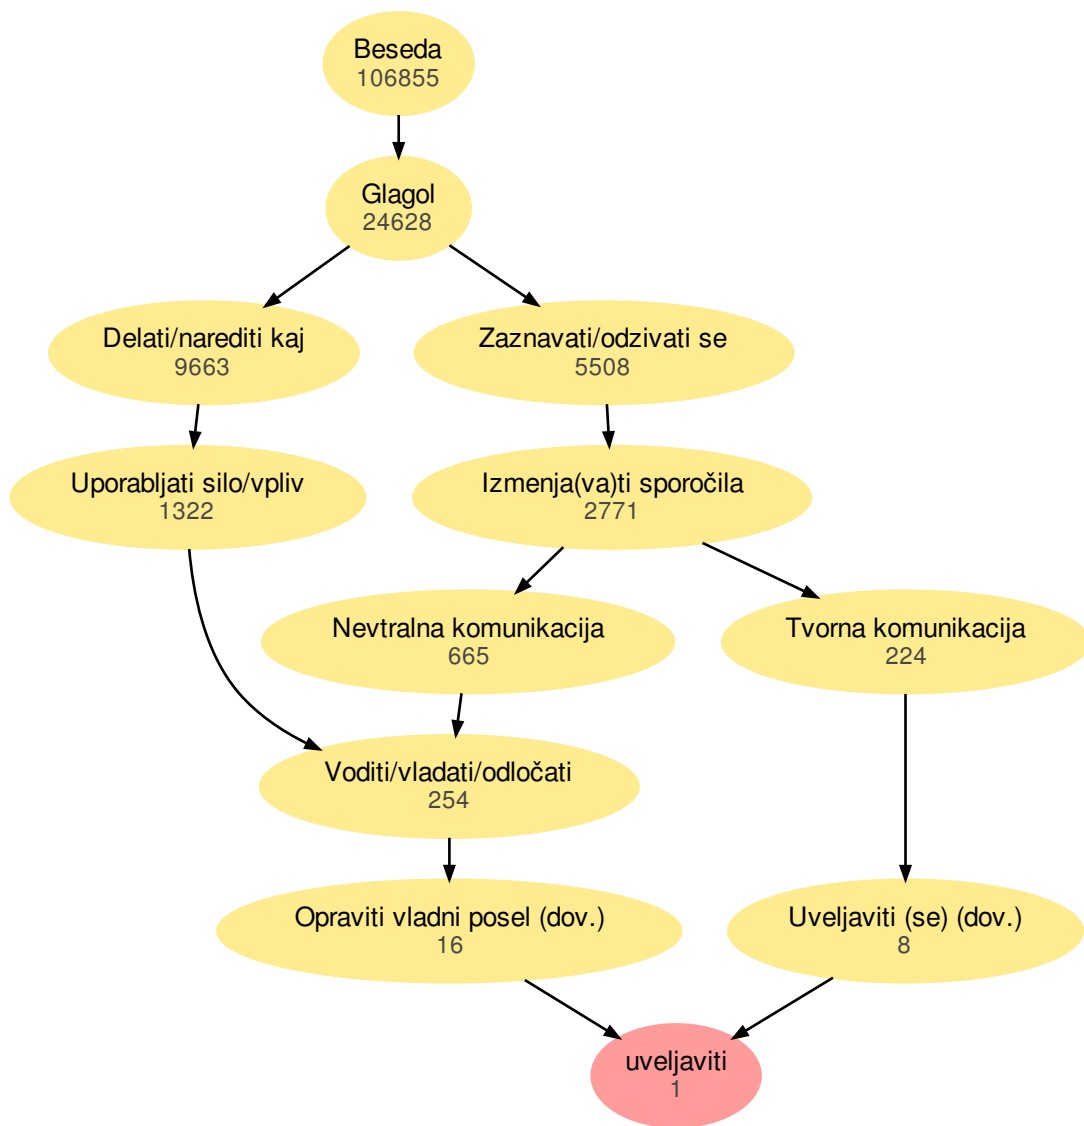 Beseda
106855
Glagol
24628
Delati/narediti kaj
9663
Zaznavati/odzivati se
5508
Uporabljati silo/vpliv
1322
Izmenja(va)ti sporočila
2771
Nevtralna komunikacija
665
Tvorna komunikacija
224
Voditi/vladati/odločati
254
Opraviti vladni posel (dov.)
16
Uveljaviti (se) (dov.)
8
uveljaviti
1